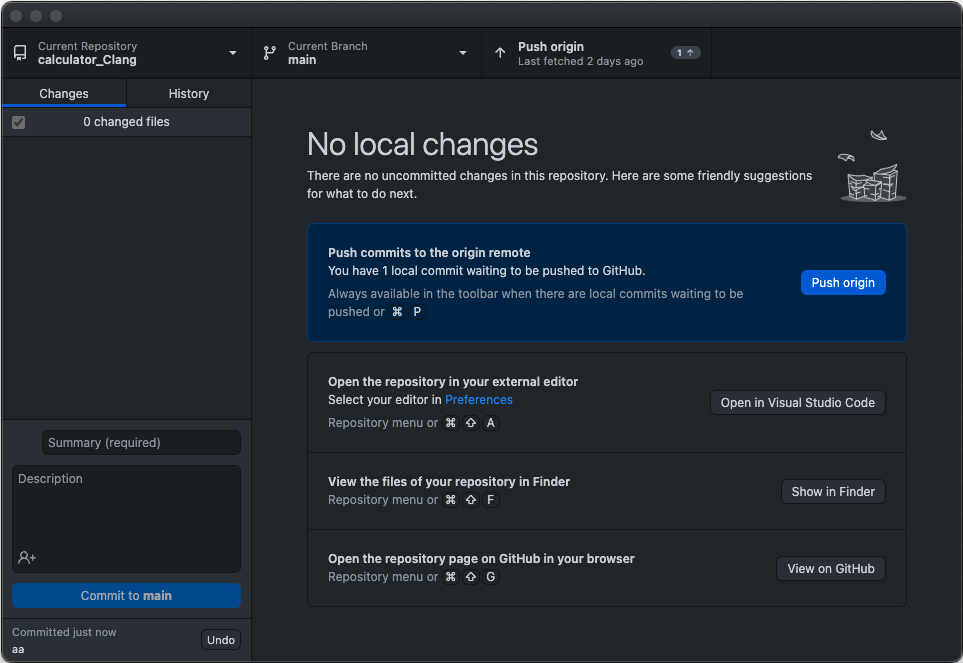 Current Repository
calculator_Clang
Current Branch
main
Push origin
Last fetched 2 days ago
1 ↑
Changes
History
0 changed files
No local changes
There are no uncommitted changes in this repository. Here are some friendly suggestions
for what to do next.
Push commits to the origin remote
You have 1 local commit waiting to be pushed to GitHub.
Always available in the toolbar when there are local commits waiting to be
pushed or ⌘ P
Push origin
Open the repository in your external editor
Select your editor in Preferences
Repository menu or ⌘ ⇧ A
Open in Visual Studio Code
View the files of your repository in Finder
Repository menu or ⌘ ⇧ F
Show in Finder
Open the repository page on GitHub in your browser
Repository menu or ⌘ ⇧ G
View on GitHub
Summary (required)
Description
Commit to main
Committed just now
aa
Undo